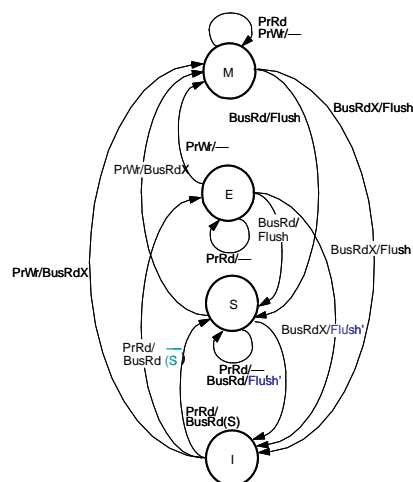 PrRd
PrWr/—
M
BusRd/Flush
BusRdX/Flush
PrWr/—
PrWr/BusRdX
E
BusRd/
Flush
BusRdX/Flush
PrRd/—
PrWr/BusRdX
S
BusRdX/Flush'
PrRd/
BusRd(S̅)
PrRd/—
BusRd/Flush'
PrRd/
BusRd(S)
I